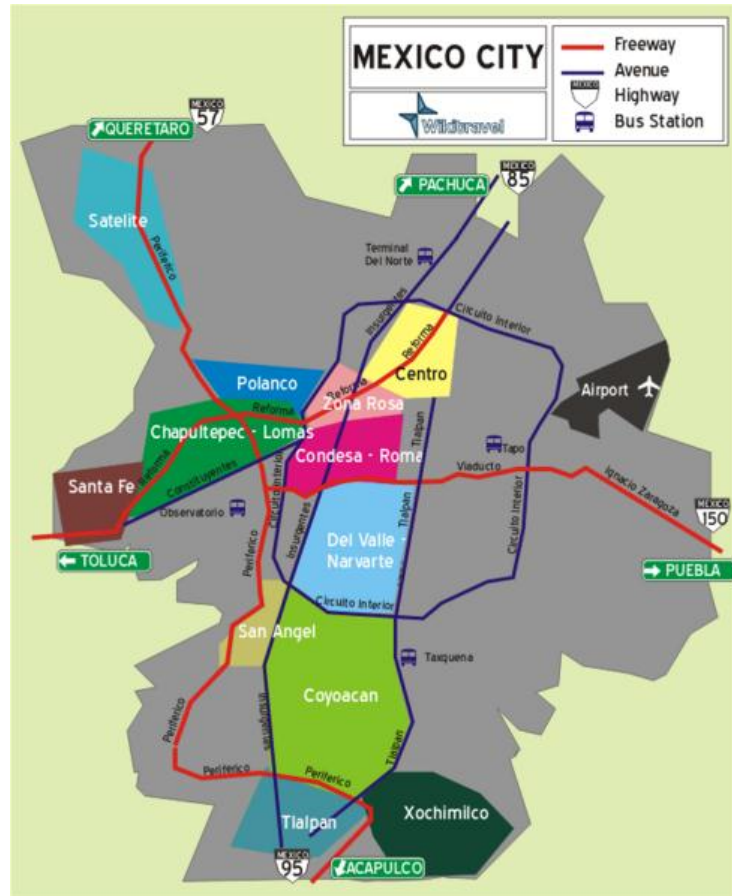 MEXICO CITY
Wikitravel
Freeway
Avenue
MEXICO
Highway
Bus Station
QUERETARO
MEXICO
57
PACHUCA
MEXICO
85
Satelite
Periferico
Terminal
Del Norte
Insurgentes
Circuito Interior
Reforma
Centro
Polanco
Reforma
Zona Rosa
Airport
Reforma
Chapultepec - Lomas
Condesa - Roma
Tlalpan
Tapo
Viaducto
Ignacio Zaragoza
Santa Fe
Reforma
Constituyentes
Circuito Interior
Observatorio
Insurgentes
Tlalpan
Circuito Interior
MEXICO
150
TOLUCA
Periferico
Del Valle -
Narvarte
PUEBLA
Circuito Interior
San Angel
Taxquena
Coyoacan
Periferico
Insurgentes
Tlalpan
Periferico
Periferico
Tlalpan
Xochimilco
MEXICO
95
ACAPULCO